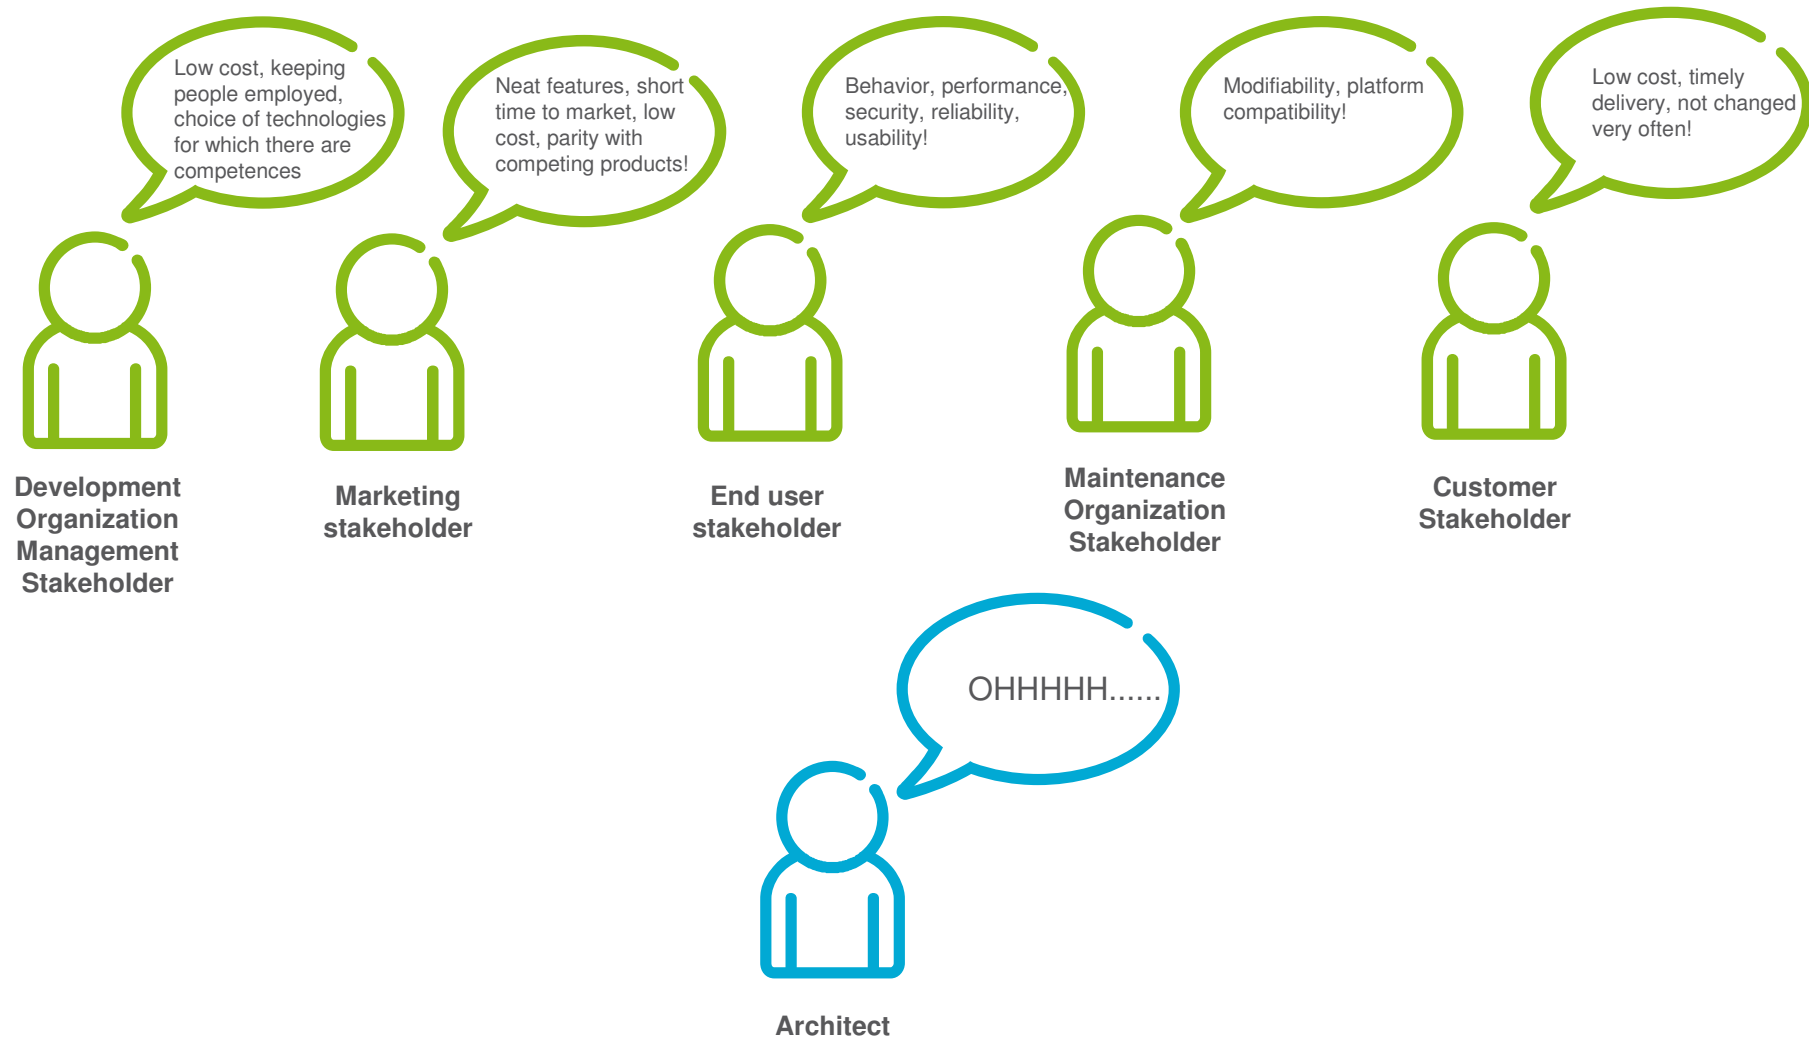 Low cost, keeping
people employed,
choice of technologies
for which there are
competences
Neat features, short
time to market, low
cost, parity with
competing products!
Behavior, performance,
security, reliability,
usability!
Modifiability, platform
compatibility!
Low cost, timely
delivery, not changed
very often!
Development
Organization
Management
Stakeholder
Marketing
stakeholder
End user
stakeholder
Maintenance
Organization
Stakeholder
Customer
Stakeholder
OHHHHH......
Architect